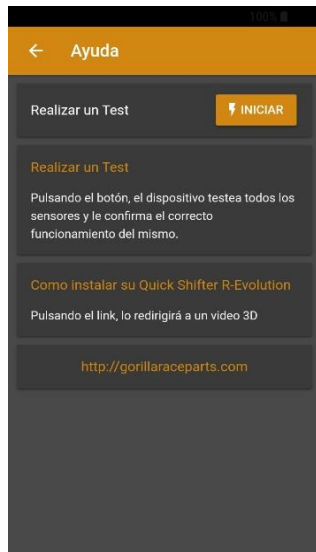 100%
Ayuda
Realizar un Test
INICIAR
Realizar un Test
Pulsando el botón, el dispositivo testea todos los
sensores y le confirma el correcto
funcionamiento del mismo.
Como instalar su Quick Shifter R-Evolution
Pulsando el link, lo redirigirá a un video 3D
http://gorillaraceparts.com